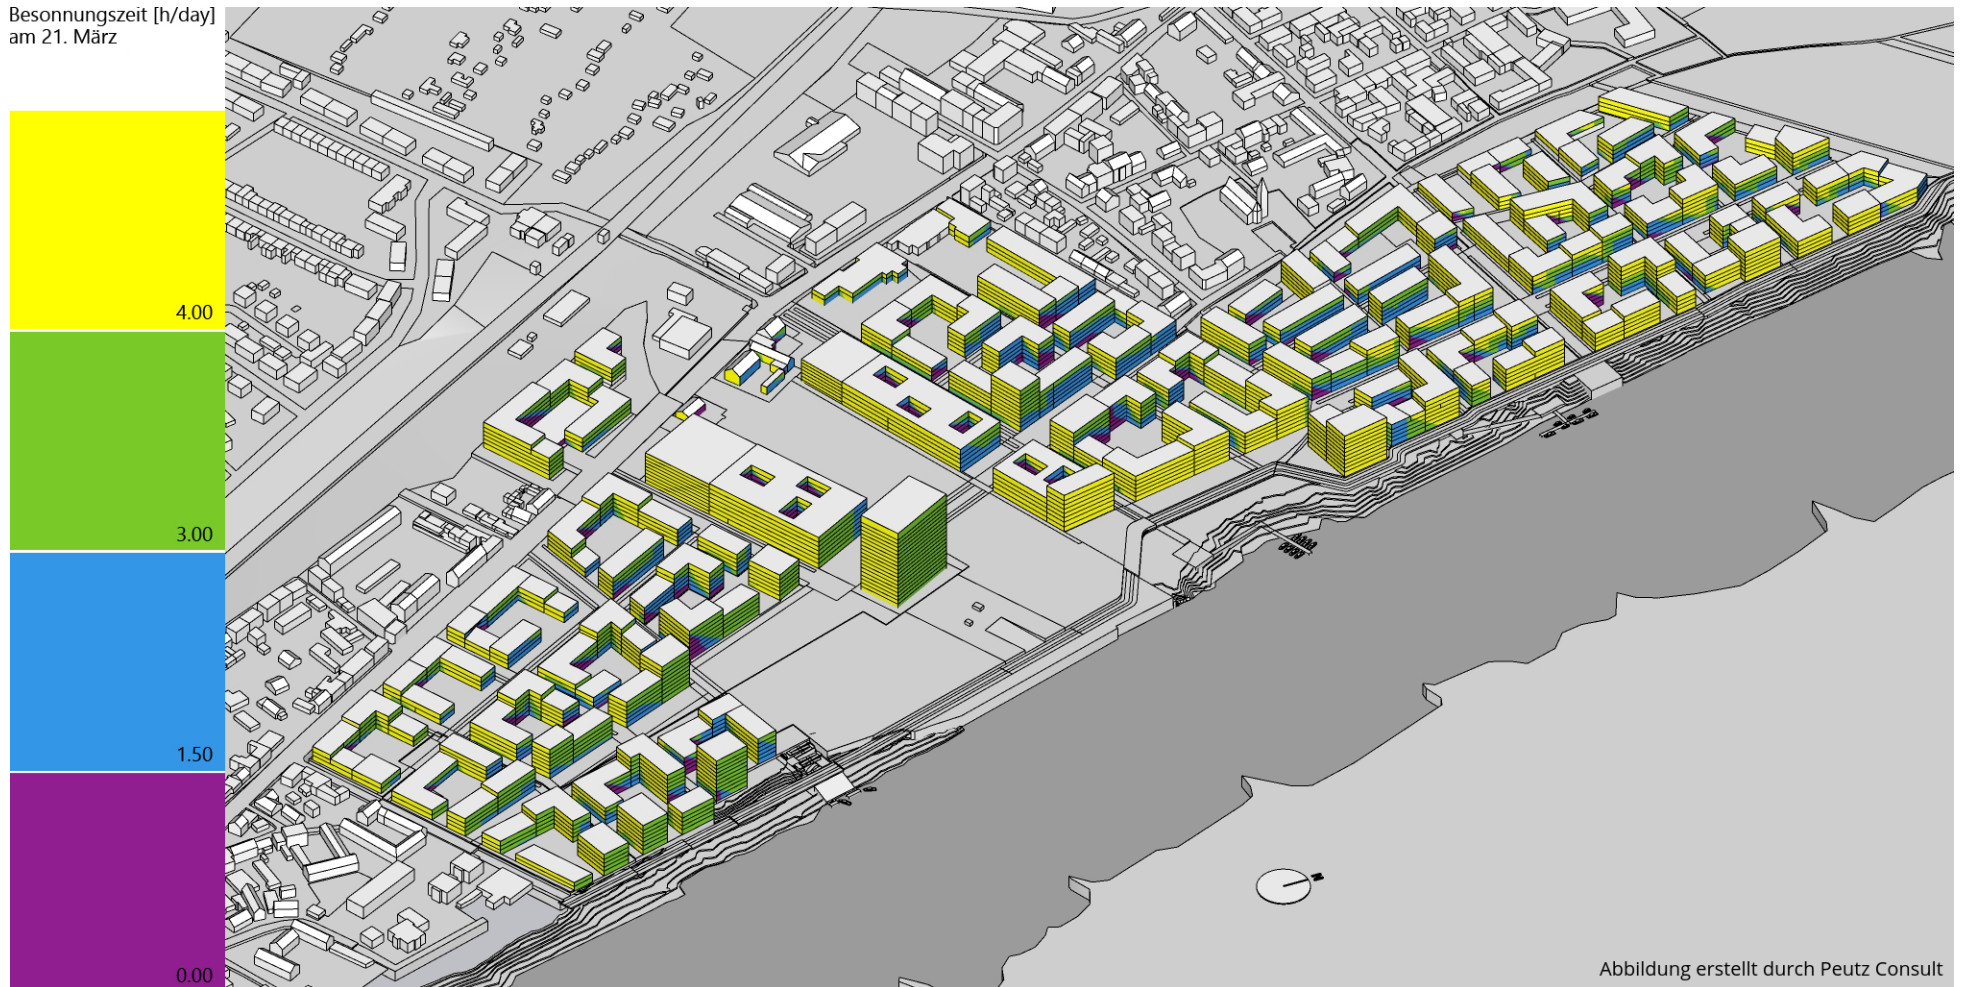 Besonnungszeit [h/day]
am 21. März
4.00
3.00
1.50
0.00
N
Abbildung erstellt durch Peutz Consult